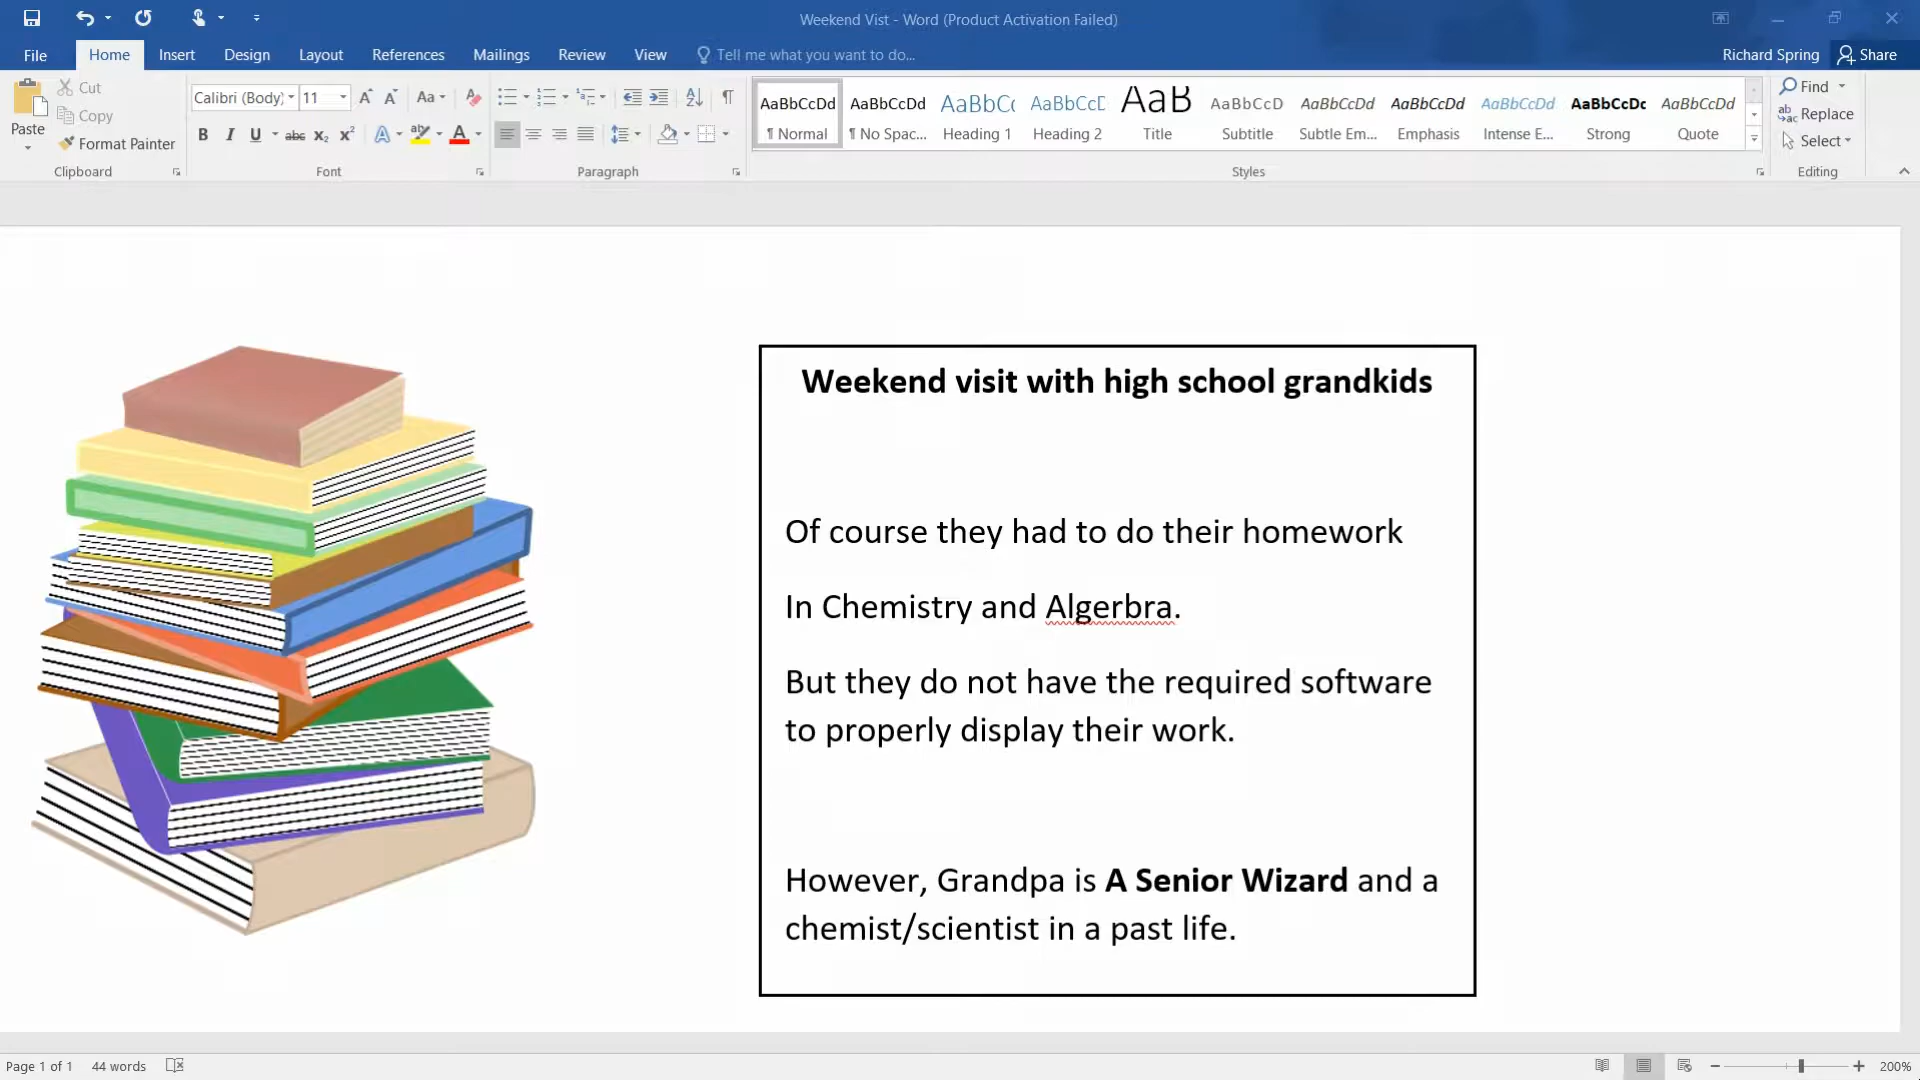 Weekend Vist - Word (Product Activation Failed)
File Home Insert Design Layout References Mailings Review View Tell me what you want to do... Richard Spring Share
Paste Cut
Copy
Format Painter
Clipboard
Calibri (Body) 11 Aa
B I U abc x₂ x² A ab A
Font
Paragraph
AaBbCcDd AaBbCcDd AaBbC AaBbCcD AaB AaBbCcD AaBbCcDd AaBbCcDd AaBbCcDd AaBbCcDc AaBbCcDd
¶ Normal ¶ No Spac... Heading 1 Heading 2 Title Subtitle Subtle Em... Emphasis Intense E... Strong Quote
Styles
Find
Replace
Select
Editing
Weekend visit with high school grandkids
Of course they had to do their homework
In Chemistry and Algerbra.
But they do not have the required software
to properly display their work.
However, Grandpa is A Senior Wizard and a
chemist/scientist in a past life.
Page 1 of 1 44 words 200%